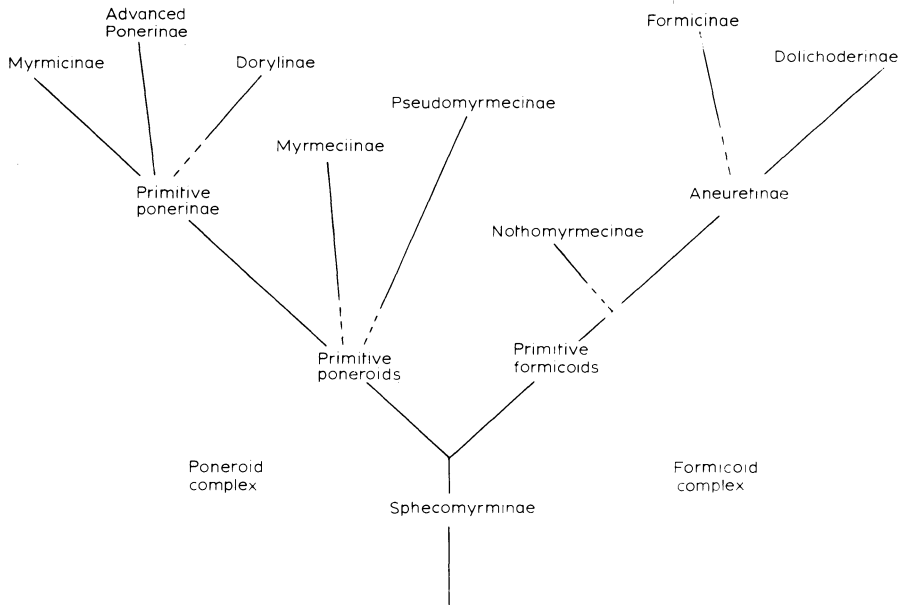 Advanced
Ponerinae
Formicinae
Myrmicinae
Dorylinae
Dolichoderinae
Pseudomyrmecinae
Myrmeciinae
Primitive
ponerinae
Aneuretinae
Nothomyrmecinae
Primitive
poneroids
Primitive
formicoids
Poneroid
complex
Formicoid
complex
Sphecomyrminae